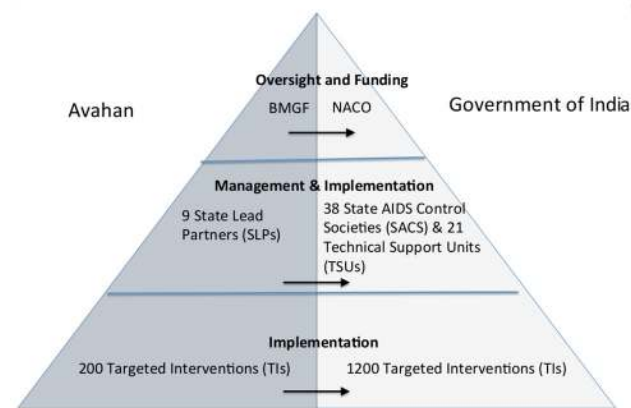 Oversight and Funding
Avahan
BMGF NACO
Government of India
Management & Implementation
9 State Lead
Partners (SLPs)
38 State AIDS Control
Societies (SACS) & 21
Technical Support Units
(TSUs)
Implementation
200 Targeted Interventions (TIs)
1200 Targeted Interventions (TIs)